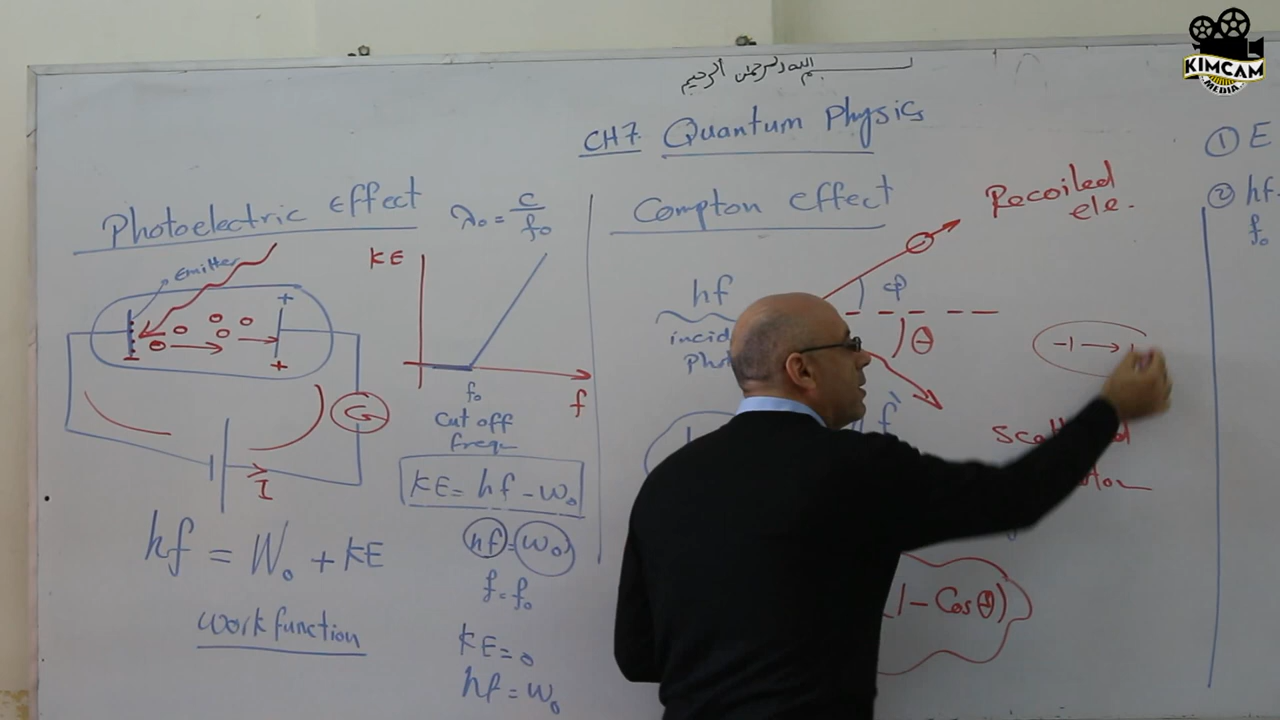 KIMCAM
MEDIA
بسم الله الرحمن الرحيم
CH7. Quantum Physics
Photoelectric effect
λ₀ = c/f₀
Emitter
+
+
G
I
KE
f₀
f
Cut off
frequ
KE = hf - W₀
hf = W₀
f = f₀
KE = 0
hf = W₀
hf = W₀ + KE
work function
Compton effect
Recoiled
ele.
hf
φ
θ
-1 →
(1 - Cosθ)
① E
② hf
f₀